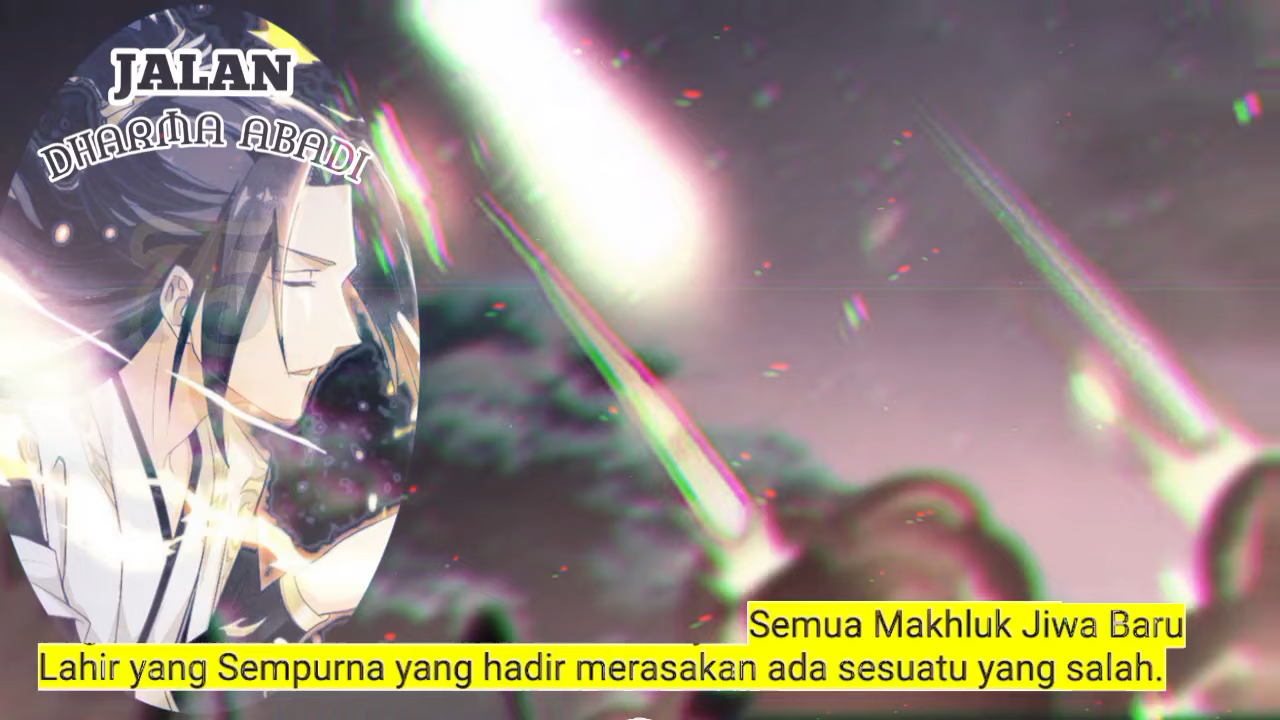 JALAN
DHARMA ABADI
Semua Makhluk Jiwa Baru
Lahir yang Sempurna yang hadir merasakan ada sesuatu yang salah.